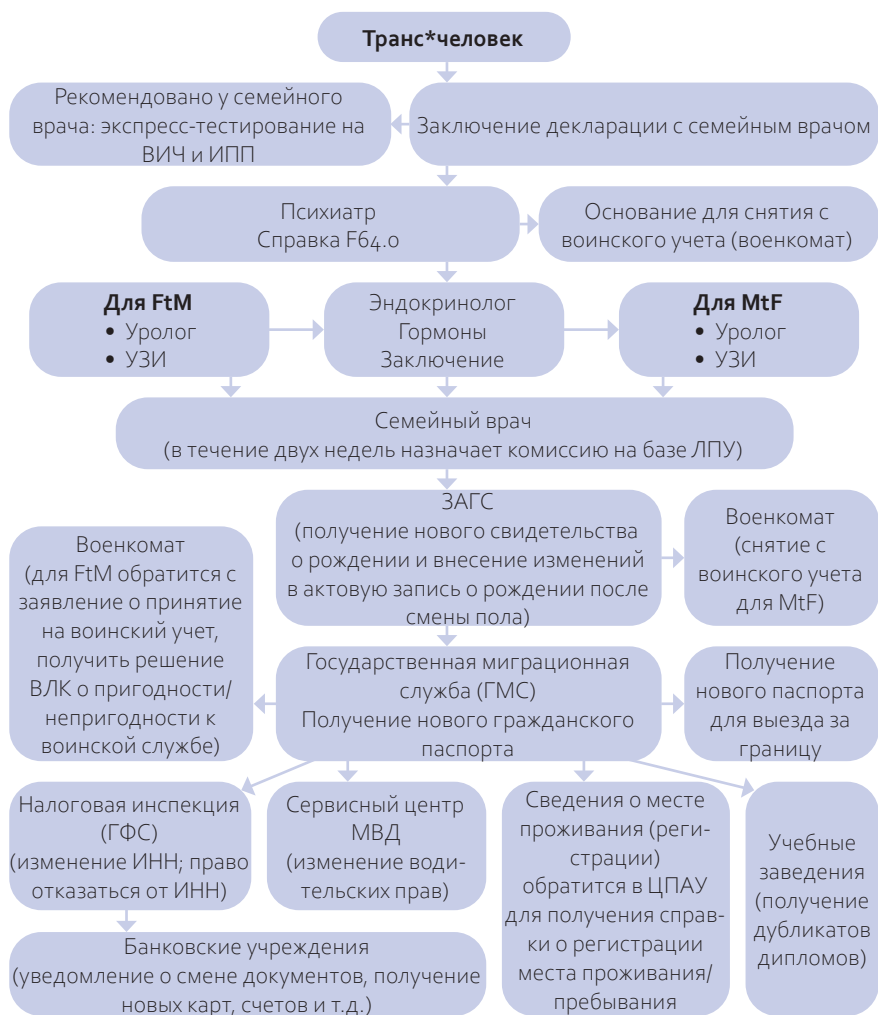 Транс*человек
Рекомендовано у семейного
врача: экспресс-тестирование на
ВИЧ и ИПП
Заключение декларации с семейным врачом
Психиатр
Справка F64.0
Основание для снятия с
воинского учета (военкомат)
Для FtM
• Уролог
• УЗИ
Эндокринолог
Гормоны
Заключение
Для MtF
• Уролог
• УЗИ
Семейный врач
(в течение двух недель назначает комиссию на базе ЛПУ)
ЗАГС
(получение нового свидетельства
о рождении и внесение изменений
в актовую запись о рождении после
смены пола)
Военкомат
(снятие с
воинского учета
для MtF)
Военкомат
(для FtM обратится с
заявление о принятие
на воинский учет,
получить решение
ВЛК о пригодности/
непригодности к
воинской службе)
Государственная миграционная
служба (ГМС)
Получение нового гражданского
паспорта
Получение
нового паспорта
для выезда за
границу
Налоговая инспекция
(ГФС)
(изменение ИНН; право
отказаться от ИНН)
Сервисный центр
МВД
(изменение води-
тельских прав)
Сведения о месте
проживания (реги-
страции)
обратится в ЦПАУ
для получения справ-
ки о регистрации
места проживания/
пребывания
Учебные
заведения
(получение
дубликатов
дипломов)
Банковские учреждения
(уведомление о смене документов, получение
новых карт, счетов и т.д.)